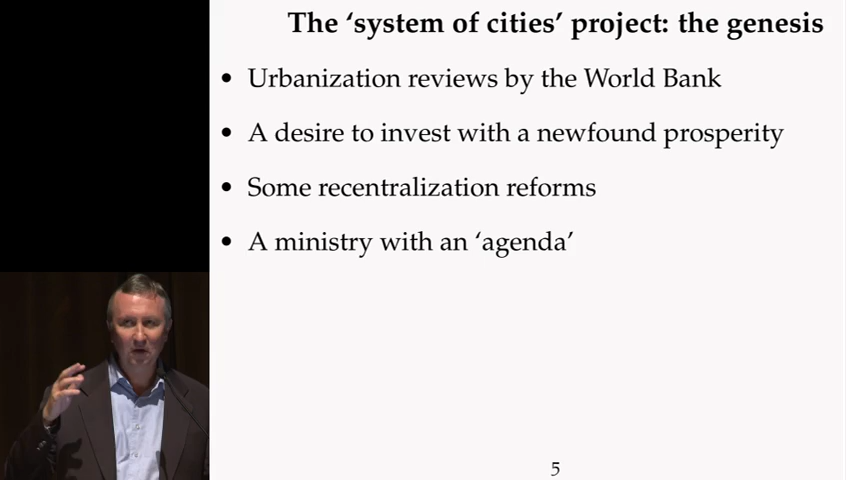 The ‘system of cities’ project: the genesis
• Urbanization reviews by the World Bank
• A desire to invest with a newfound prosperity
• Some recentralization reforms
• A ministry with an ‘agenda’
5